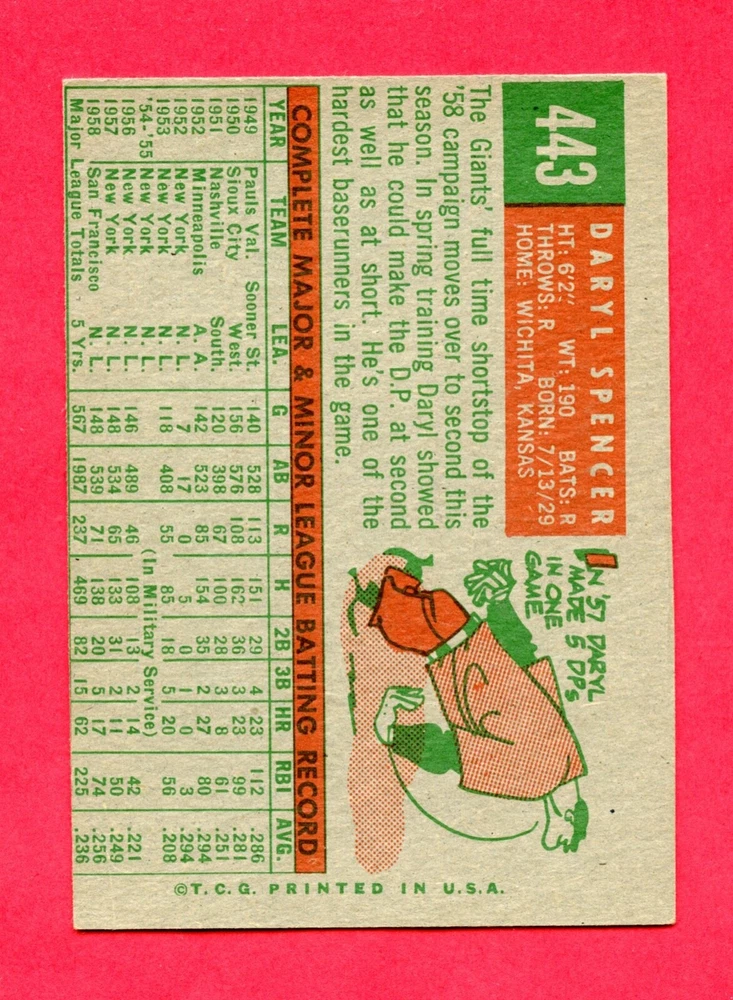 443
DARYL SPENCER
HT: 6'2" WT: 190 BATS: R
THROWS: R BORN: 7/13/29
HOME: WICHITA, KANSAS
The Giants' full time shortstop of the
'58 campaign moves over to second this
season. In spring training Daryl showed
that he could make the D.P. at second
as well as at short. He's one of the
hardest baserunners in the game.
IN '57 DARYL
MADE 5 DPs
IN ONE
GAME
COMPLETE MAJOR & MINOR LEAGUE BATTING RECORD
YEAR TEAM LEA. G AB R H 2B 3B HR RBI AVG.
1949 Pauls Val. Sooner St. 140 528 113 151 29 4 23 112 .286
1950 Sioux City West. 156 576 108 162 36 3 23 99 .281
1951 Nashville South. 120 398 67 100 28 3 8 61 .251
1952 Minneapolis A. A. 142 523 85 154 35 2 27 80 .294
1952 New York N. L. 7 17 0 5 0 1 0 3 .294
1953 New York N. L. 118 408 55 85 18 5 20 56 .208
'54-'55 New York N. L. (In Military Service)
1956 New York N. L. 146 489 46 108 13 2 14 42 .221
1957 New York N. L. 148 534 65 133 31 2 11 50 .249
1958 San Francisco N. L. 148 539 71 138 20 5 17 74 .256
Major League Totals 5 Yrs. 567 1987 237 469 82 15 62 225 .236
©T. C. G. PRINTED IN U.S.A.